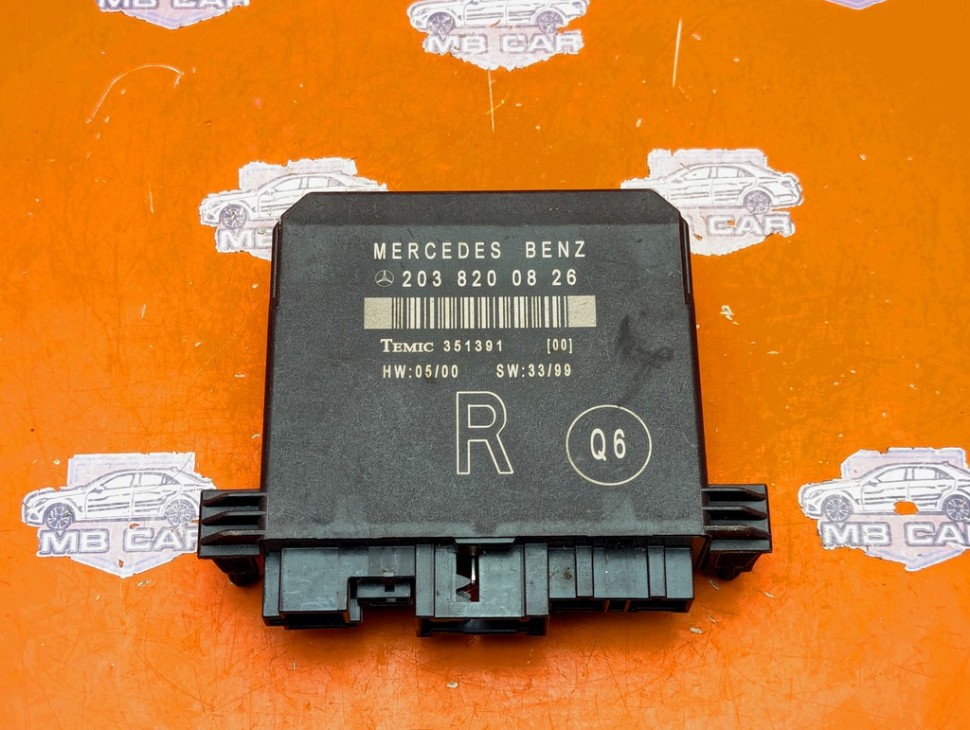 MB CAR
MB CAR
CAR
MERCEDES BENZ
203 820 08 26
TEMIC 351391 [00]
HW:05/00 SW:33/99
R
Q6
MB CAR
MB CAR